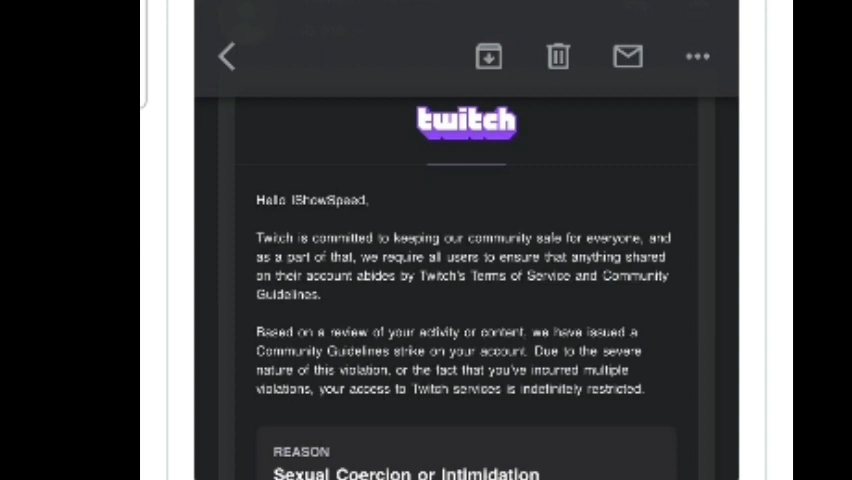 twitch
Hello IShowSpeed,
Twitch is committed to keeping our community safe for everyone, and
as a part of that, we require all users to ensure that anything shared
on their account abides by Twitch's Terms of Service and Community
Guidelines.
Based on a review of your activity or content, we have issued a
Community Guidelines strike on your account. Due to the severe
nature of this violation, or the fact that you've incurred multiple
violations, your access to Twitch services is indefinitely restricted.
REASON
Sexual Coercion or Intimidation